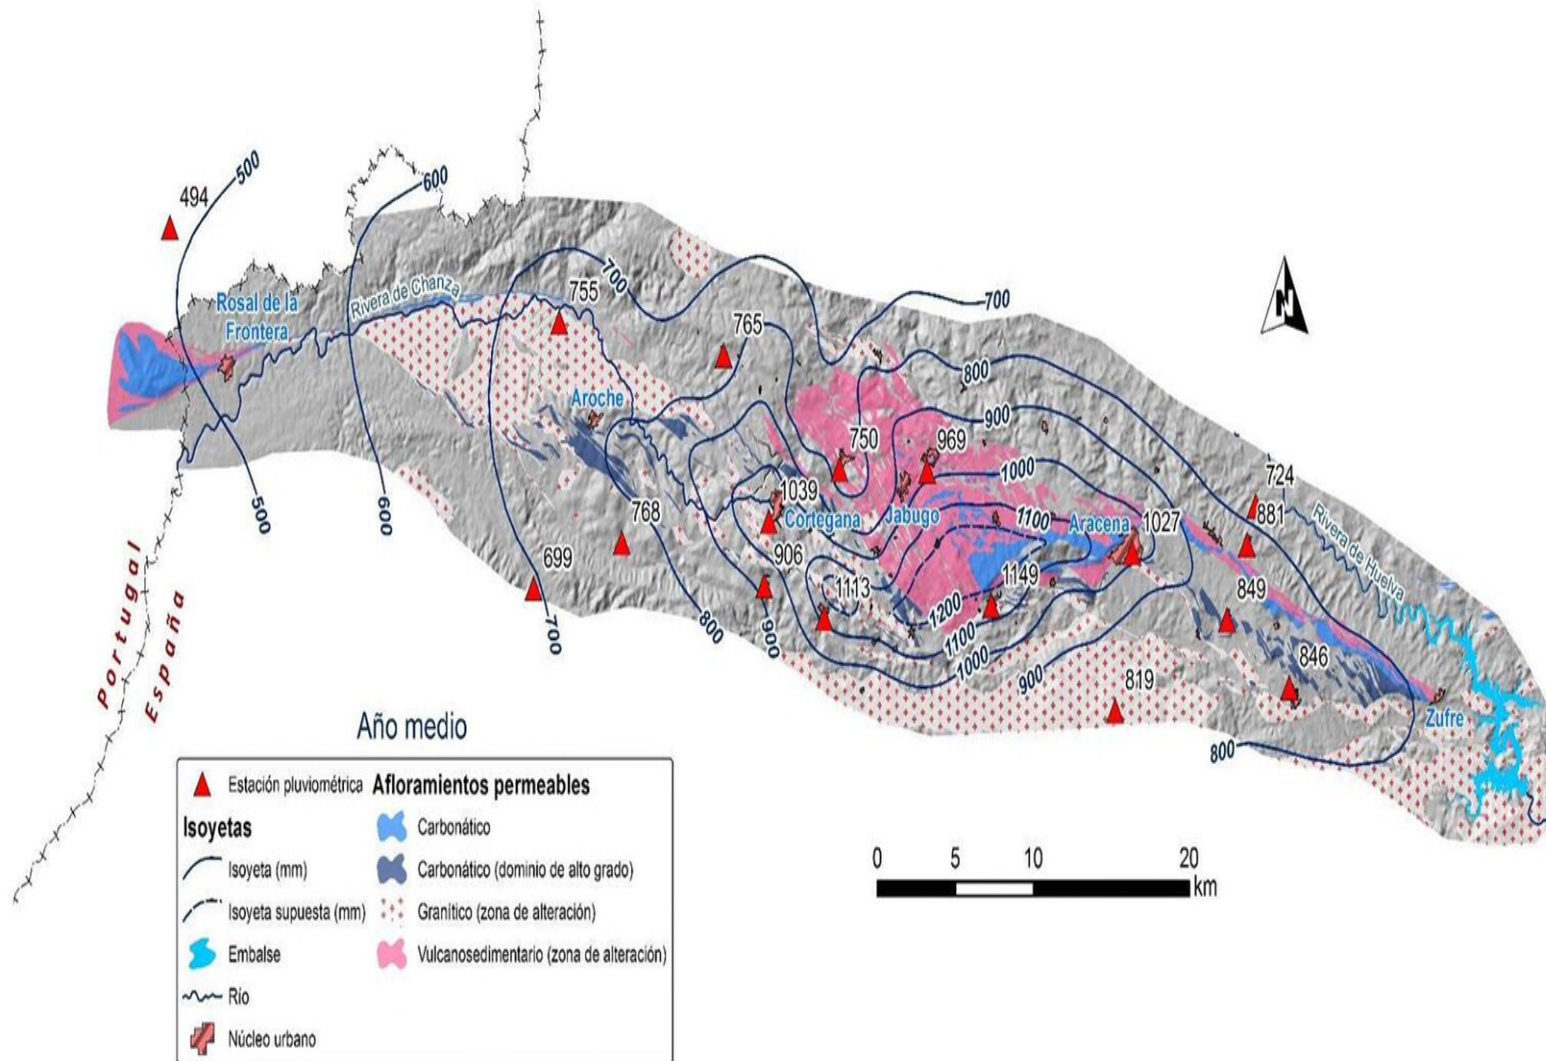 500
600
494
Rivera de Chanza
700
755
700
Rosal de la
Frontera
765
800
Aroche
900
750
969
1000
724
500
600
1039
Cortegana
Jabugo
1100
Aracena
1027
881
Rivera de Huelva
768
906
699
1113
1149
849
1200
700
800
900
1100
1000
900
846
819
Zufre
800
Portugal
España
N
Año medio
Estación pluviométrica
Isoyetas
Isoyeta (mm)
Isoyeta supuesta (mm)
Embalse
Río
Núcleo urbano
Afloramientos permeables
Carbonático
Carbonático (dominio de alto grado)
Granítico (zona de alteración)
Vulcanosedimentario (zona de alteración)
0 5 10 20
km